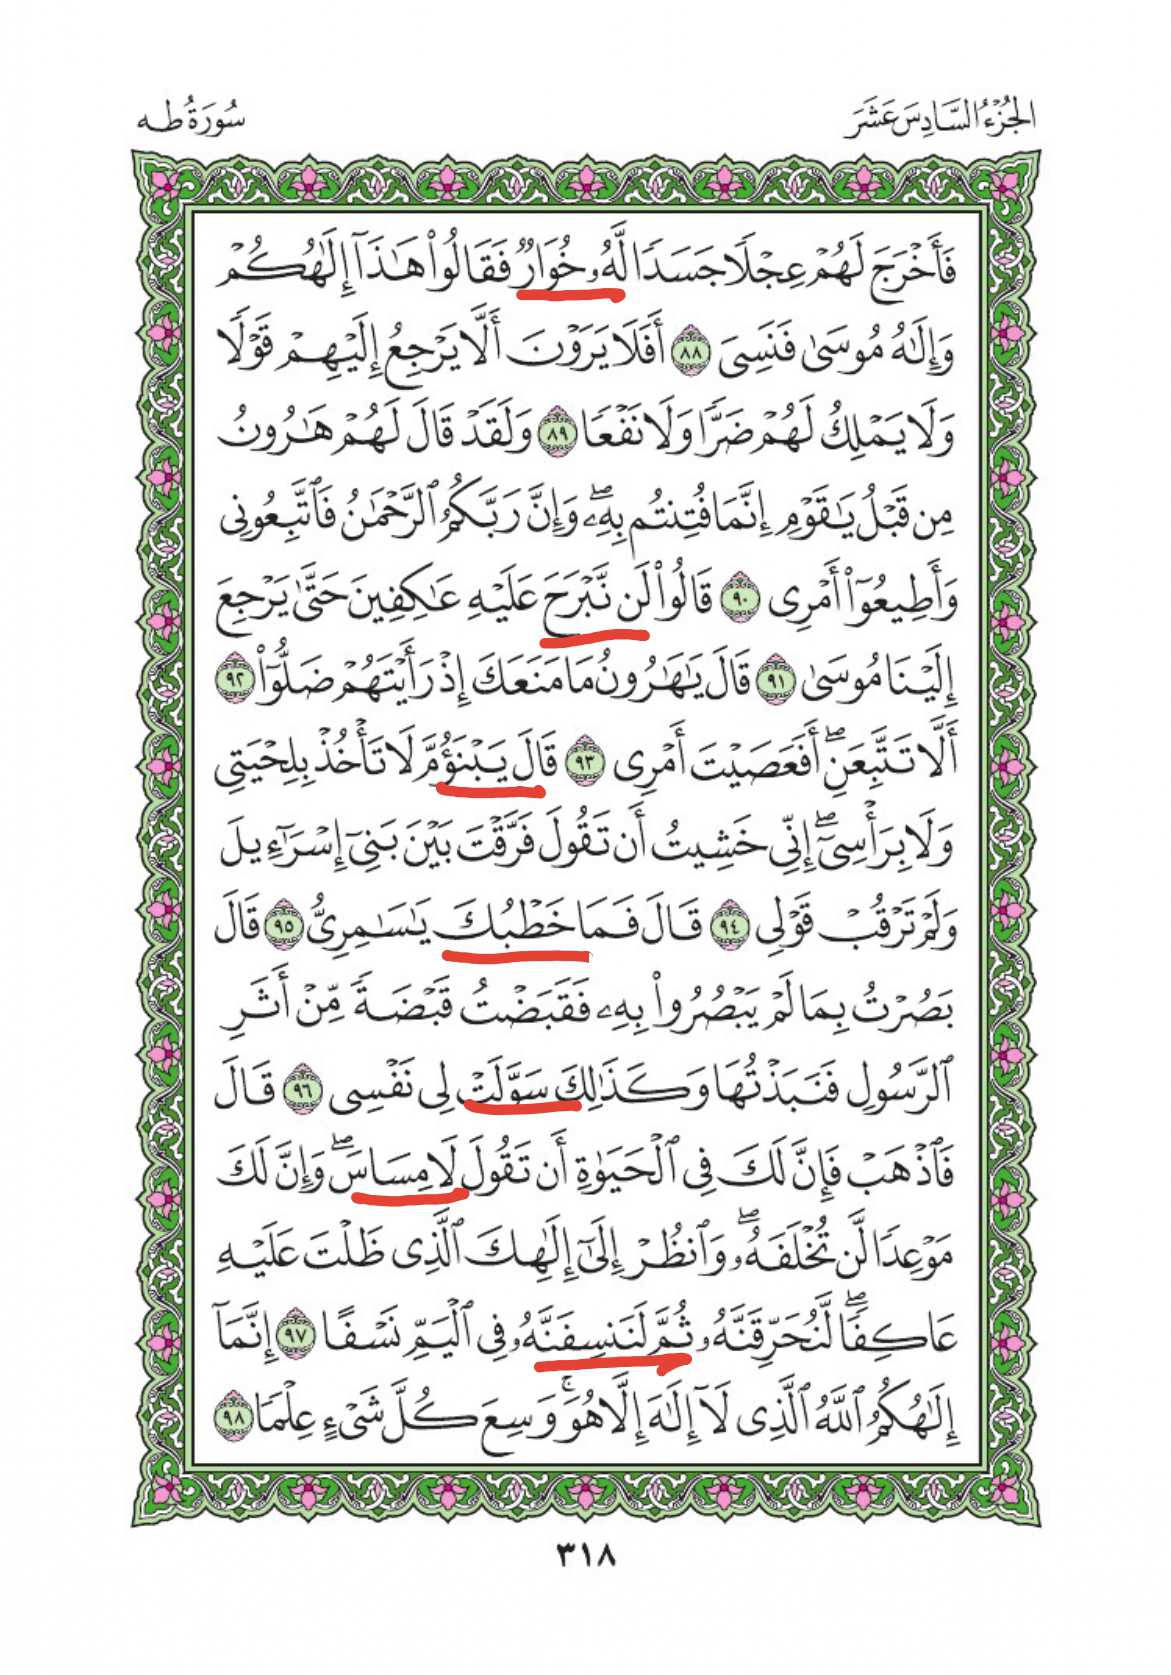 الجُزْءُ السَّادِسَ عَشَرَ
سُورَةُ طه
فَأَخْرَجَ لَهُمْ عِجْلًا جَسَدًا لَّهُۥ خُوَارٌ فَقَالُوا۟ هَـٰذَآ إِلَـٰهُكُمْ
وَإِلَـٰهُ مُوسَىٰ فَنَسِىَ ٨٨ أَفَلَا يَرَوْنَ أَلَّا يَرْجِعُ إِلَيْهِمْ قَوْلًا
وَلَا يَمْلِكُ لَهُمْ ضَرًّا وَلَا نَفْعًا ٨٩ وَلَقَدْ قَالَ لَهُمْ هَـٰرُونُ
مِن قَبْلُ يَـٰقَوْمِ إِنَّمَا فُتِنتُم بِهِۦ ۖ وَإِنَّ رَبَّكُمُ ٱلرَّحْمَـٰنُ فَٱتَّبِعُونِى
وَأَطِيعُوٓا۟ أَمْرِى ٩٠ قَالُوا۟ لَن نَّبْرَحَ عَلَيْهِ عَـٰكِفِينَ حَتَّىٰ يَرْجِعَ
إِلَيْنَا مُوسَىٰ ٩١ قَالَ يَـٰهَـٰرُونُ مَا مَنَعَكَ إِذْ رَأَيْتَهُمْ ضَلُّوٓا۟ ٩٢
أَلَّا تَتَّبِعَنِ ۖ أَفَعَصَيْتَ أَمْرِى ٩٣ قَالَ يَبْنَؤُمَّ لَا تَأْخُذْ بِلِحْيَتِى
وَلَا بِرَأْسِىٓ ۖ إِنِّى خَشِيتُ أَن تَقُولَ فَرَّقْتَ بَيْنَ بَنِىٓ إِسْرَٰٓءِيلَ
وَلَمْ تَرْقُبْ قَوْلِى ٩٤ قَالَ فَمَا خَطْبُكَ يَـٰسَـٰمِرِىُّ ٩٥ قَالَ
بَصُرْتُ بِمَا لَمْ يَبْصُرُوا۟ بِهِۦ فَقَبَضْتُ قَبْضَةً مِّنْ أَثَرِ
ٱلرَّسُولِ فَنَبَذْتُهَا وَكَذَٰلِكَ سَوَّلَتْ لِى نَفْسِى ٩٦ قَالَ
فَٱذْهَبْ فَإِنَّ لَكَ فِى ٱلْحَيَوٰةِ أَن تَقُولَ لَا مِسَاسَ ۖ وَإِنَّ لَكَ
مَوْعِدًا لَّن تُخْلَفَهُۥ ۖ وَٱنظُرْ إِلَىٰٓ إِلَـٰهِكَ ٱلَّذِى ظَلْتَ عَلَيْهِ
عَاكِفًا ۖ لَّنُحَرِّقَنَّهُۥ ثُمَّ لَنَنسِفَنَّهُۥ فِى ٱلْيَمِّ نَسْفًا ٩٧ إِنَّمَآ
إِلَـٰهُكُمُ ٱللَّهُ ٱلَّذِى لَآ إِلَـٰهَ إِلَّا هُوَ ۚ وَسِعَ كُلَّ شَىْءٍ عِلْمًا ٩٨
٣١٨